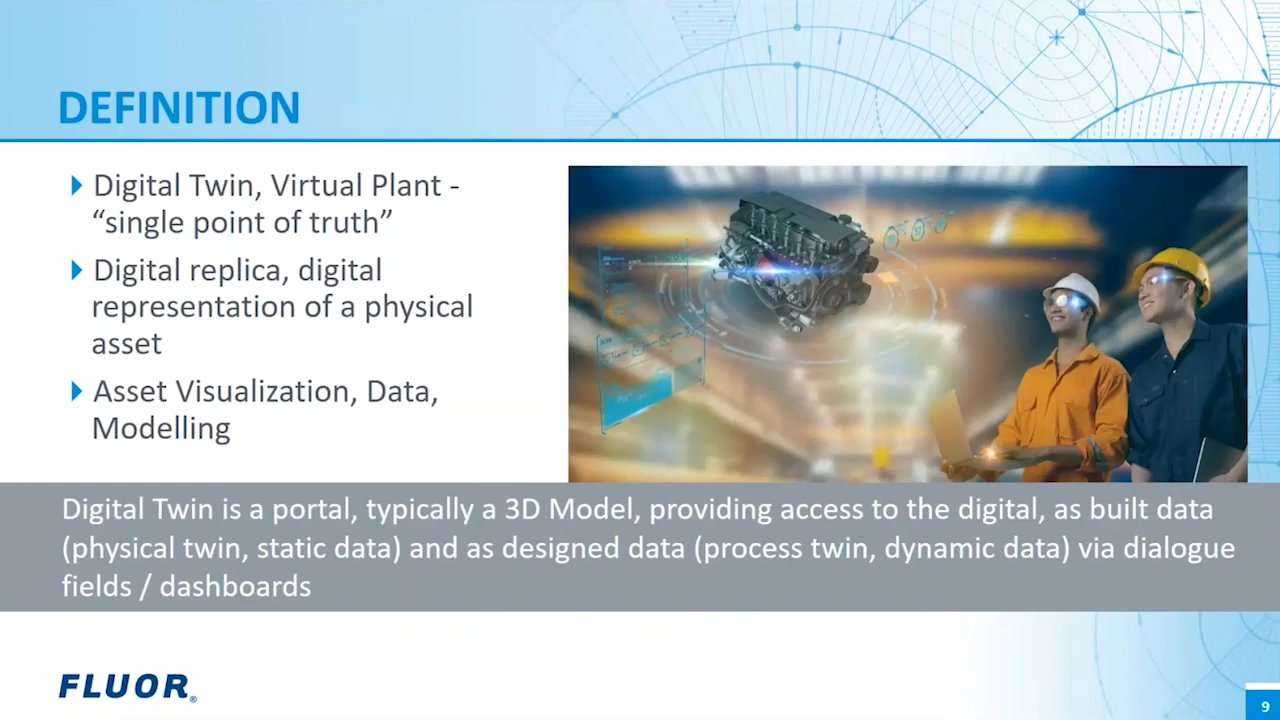 DEFINITION
Digital Twin, Virtual Plant -
“single point of truth”
Digital replica, digital
representation of a physical
asset
Asset Visualization, Data,
Modelling
Digital Twin is a portal, typically a 3D Model, providing access to the digital, as built data
(physical twin, static data) and as designed data (process twin, dynamic data) via dialogue
fields / dashboards
FLUOR®
9